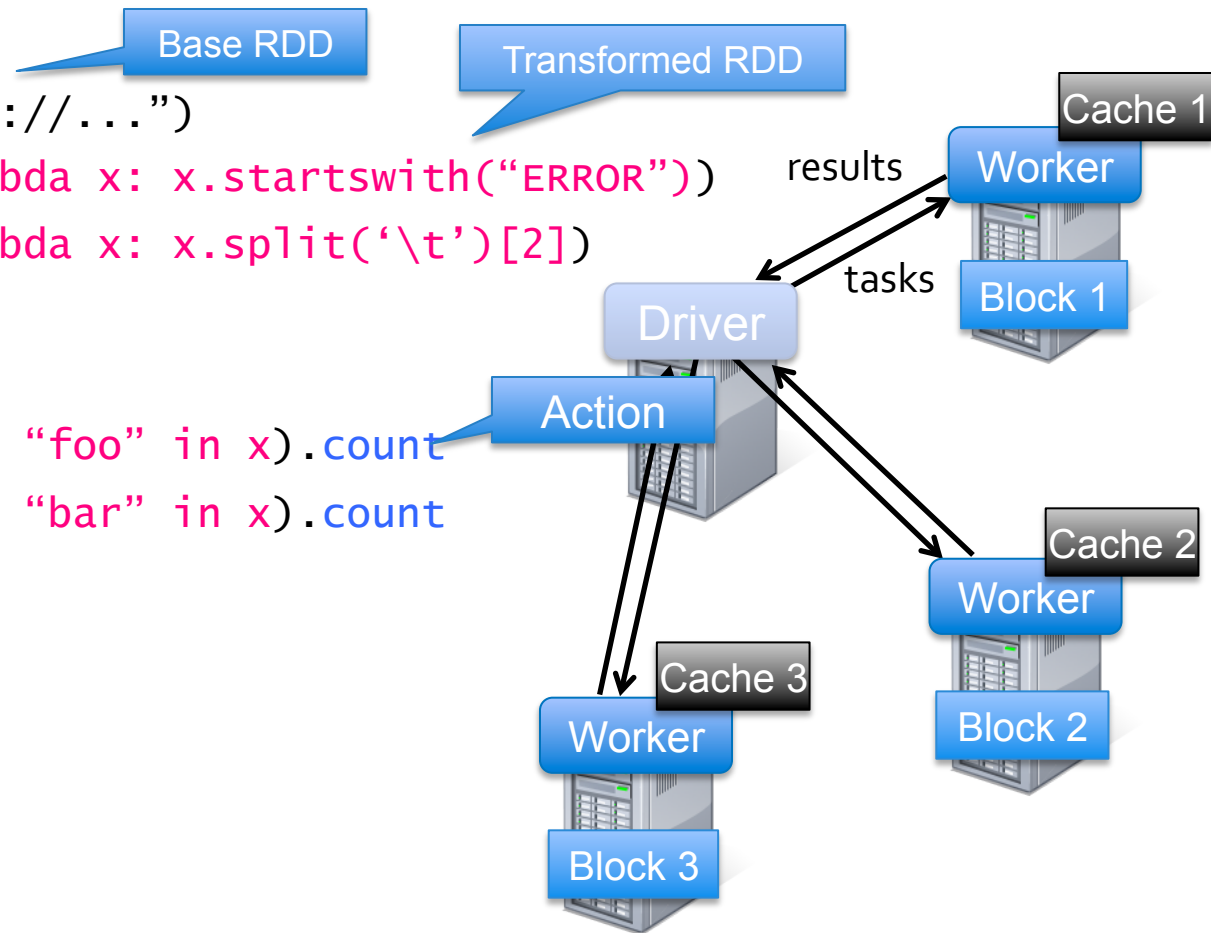 Base RDD
Transformed RDD
://...”)
bda x: x.startswith(“ERROR”))
bda x: x.split(‘\t’)[2])
“foo” in x).count
“bar” in x).count
Action
Driver
results
tasks
Cache 1
Worker
Block 1
Cache 2
Worker
Block 2
Cache 3
Worker
Block 3